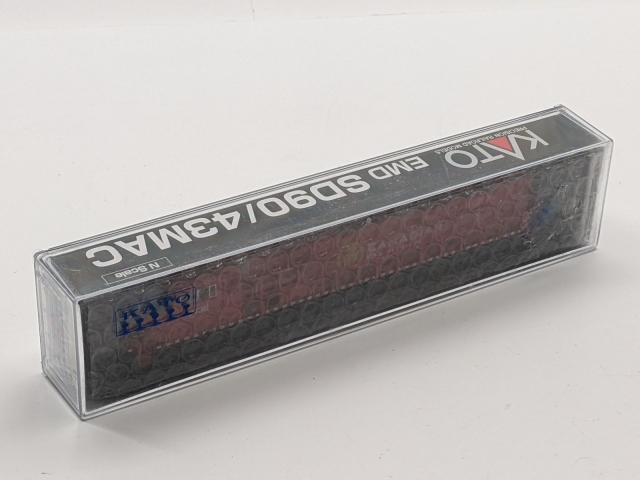 KATO
PRECISION RAILROAD MODELS
EMD SD90/43MAC
N Scale
KATO